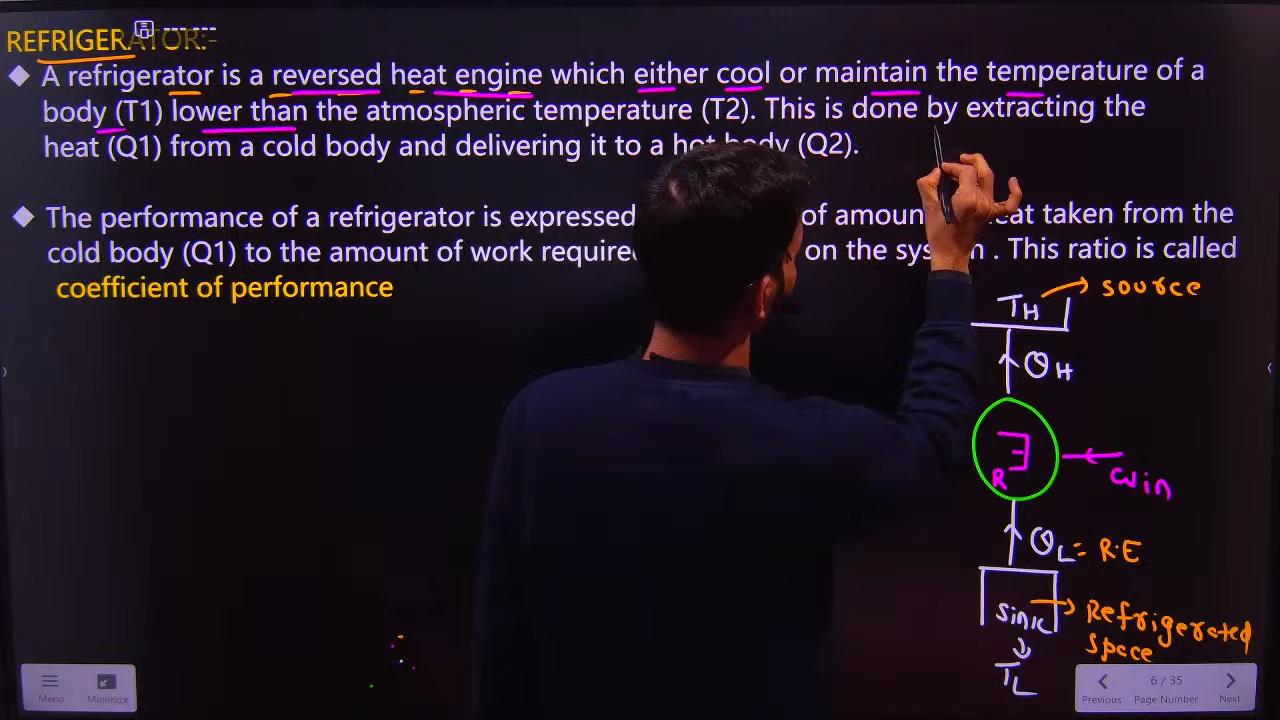 REFRIGERATOR:-
A refrigerator is a reversed heat engine which either cool or maintain the temperature of a
body (T1) lower than the atmospheric temperature (T2). This is done by extracting the
heat (Q1) from a cold body and delivering it to a hot body (Q2).
The performance of a refrigerator is expressed of amoun eat taken from the
cold body (Q1) to the amount of work require on the sys m . This ratio is called
coefficient of performance
TH source
QH
R E
Win
QL = R.E
Sink Refrigerated
space
TL
Menu Minimize
6 / 35
Previous Page Number Next